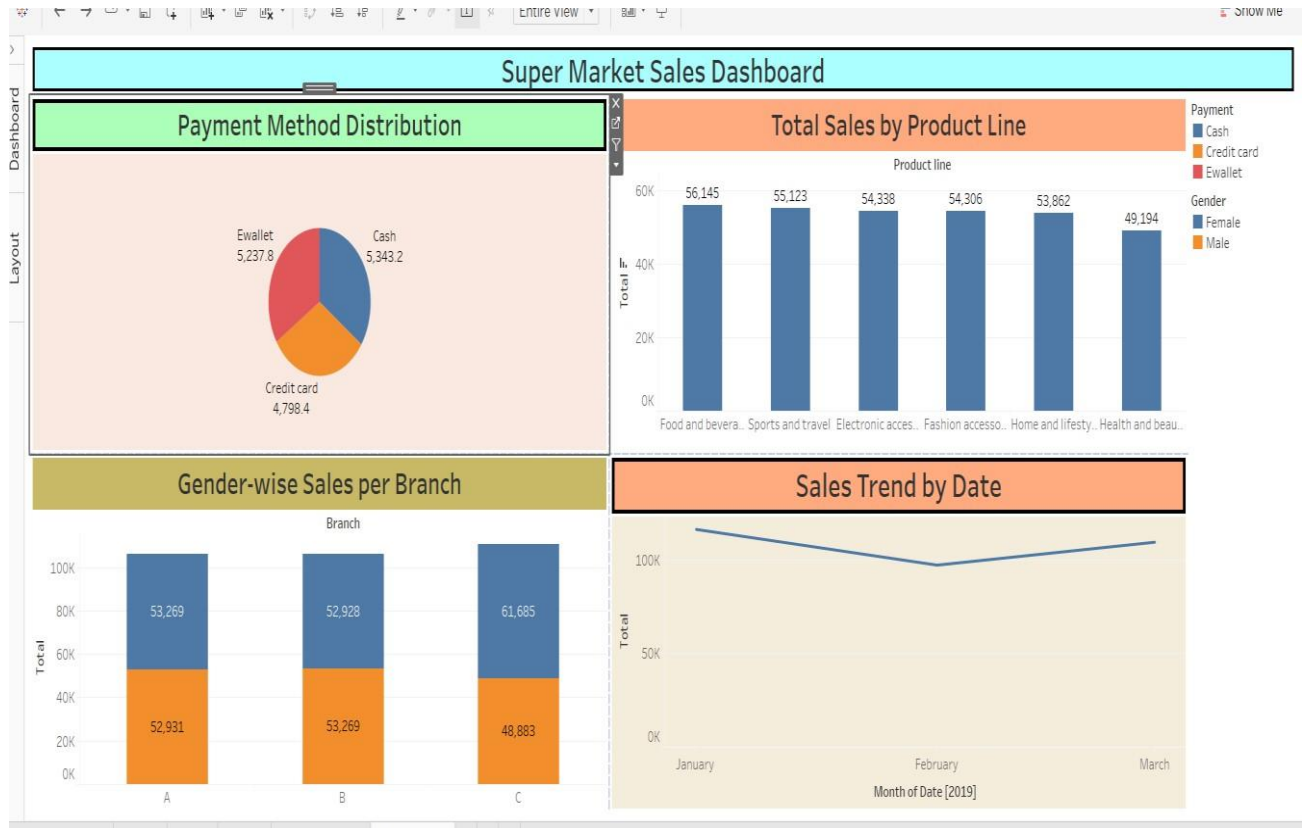 Entire View
Show Me
Dashboard
Layout
Super Market Sales Dashboard
Payment Method Distribution
Ewallet
5,237.8
Cash
5,343.2
Credit card
4,798.4
Total Sales by Product Line
Product line
Total
60K
40K
20K
0K
56,145
55,123
54,338
54,306
53,862
49,194
Food and bevera..
Sports and travel
Electronic acces..
Fashion accesso..
Home and lifesty..
Health and beau..
Payment
Cash
Credit card
Ewallet
Gender
Female
Male
Gender-wise Sales per Branch
Branch
Total
100K
80K
60K
40K
20K
0K
53,269
52,928
61,685
52,931
53,269
48,883
A
B
C
Sales Trend by Date
Total
100K
50K
0K
January
February
March
Month of Date [2019]